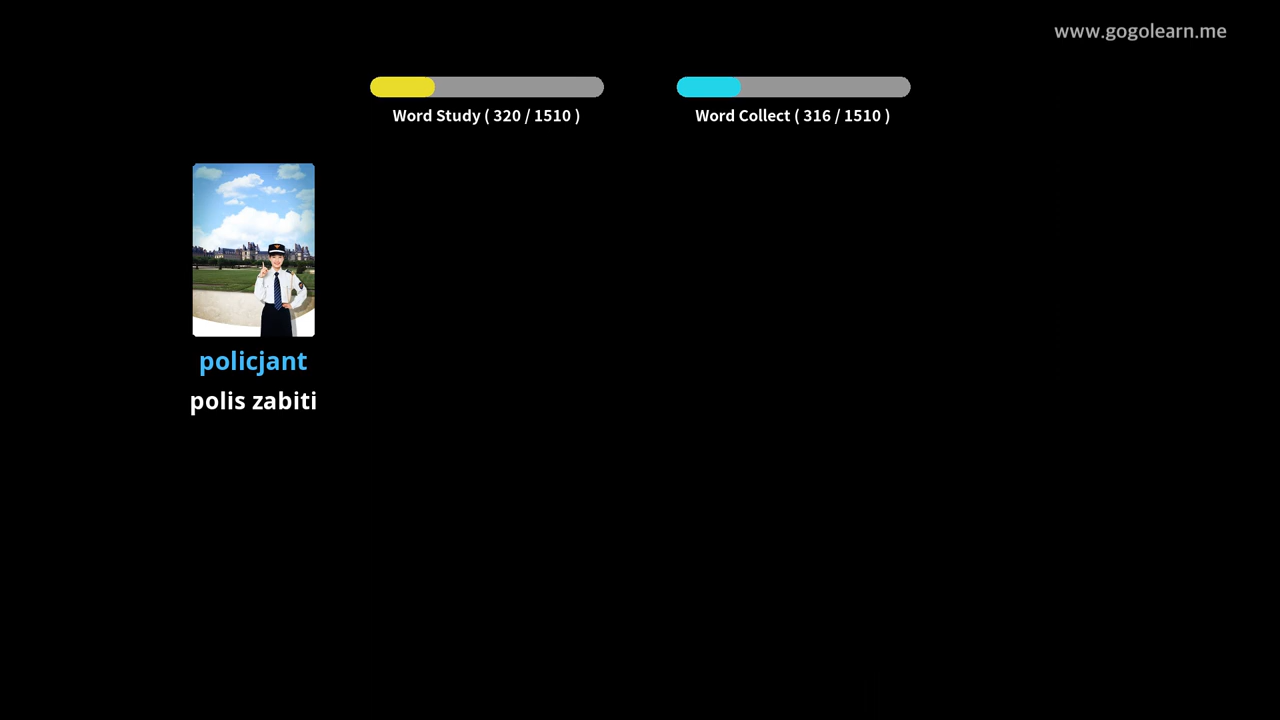 www.gogolearn.me
Word Study ( 320 / 1510 )
Word Collect ( 316 / 1510 )
policjant
polis zabiti